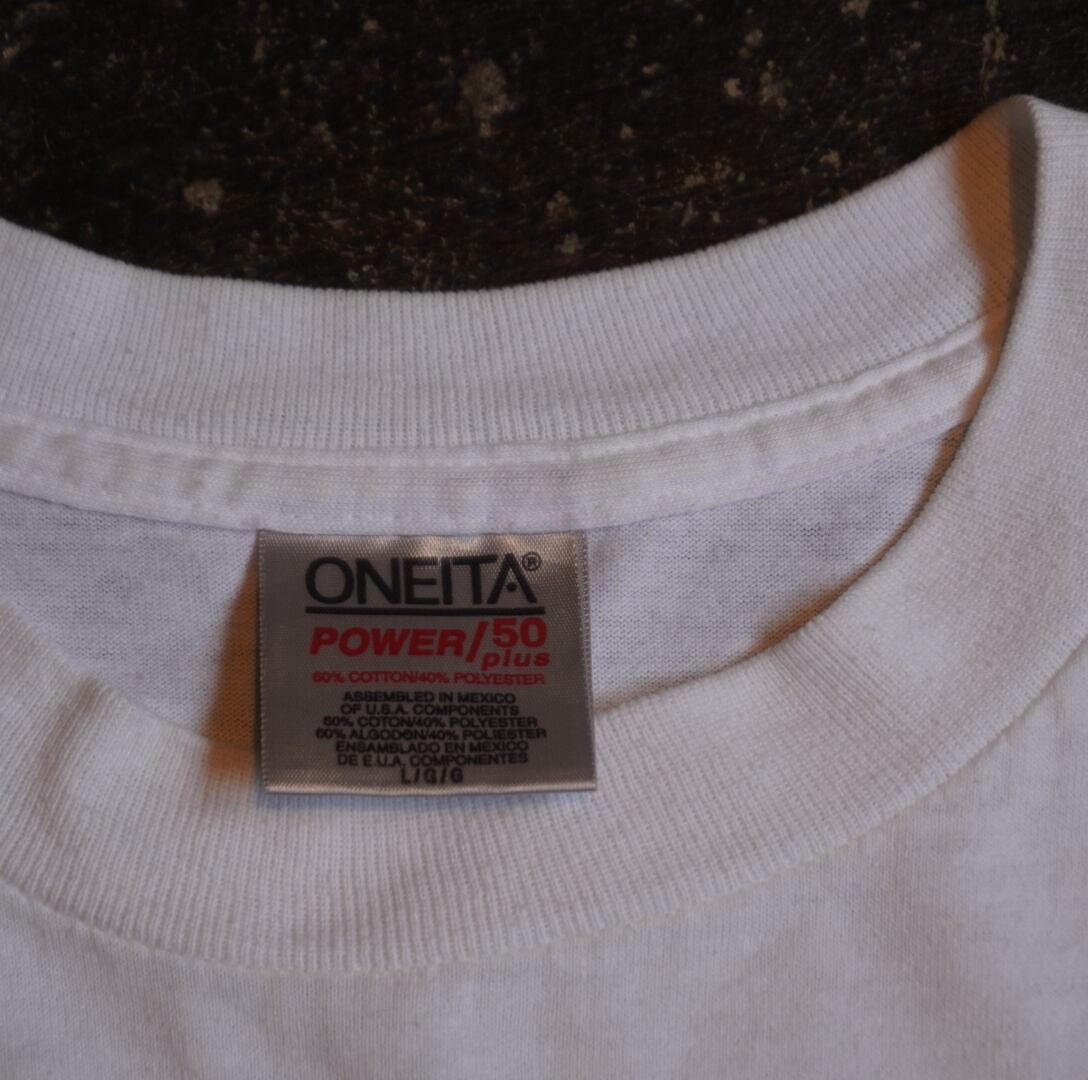 ONEITA®
POWER/50
plus
60% COTTON/40% POLYESTER
ASSEMBLED IN MEXICO
OF U.S.A. COMPONENTS
60% COTON/40% POLYESTER
60% ALGODON/40% POLIESTER
ENSAMBLADO EN MEXICO
DE E.U.A. COMPONENTES
L/G/G